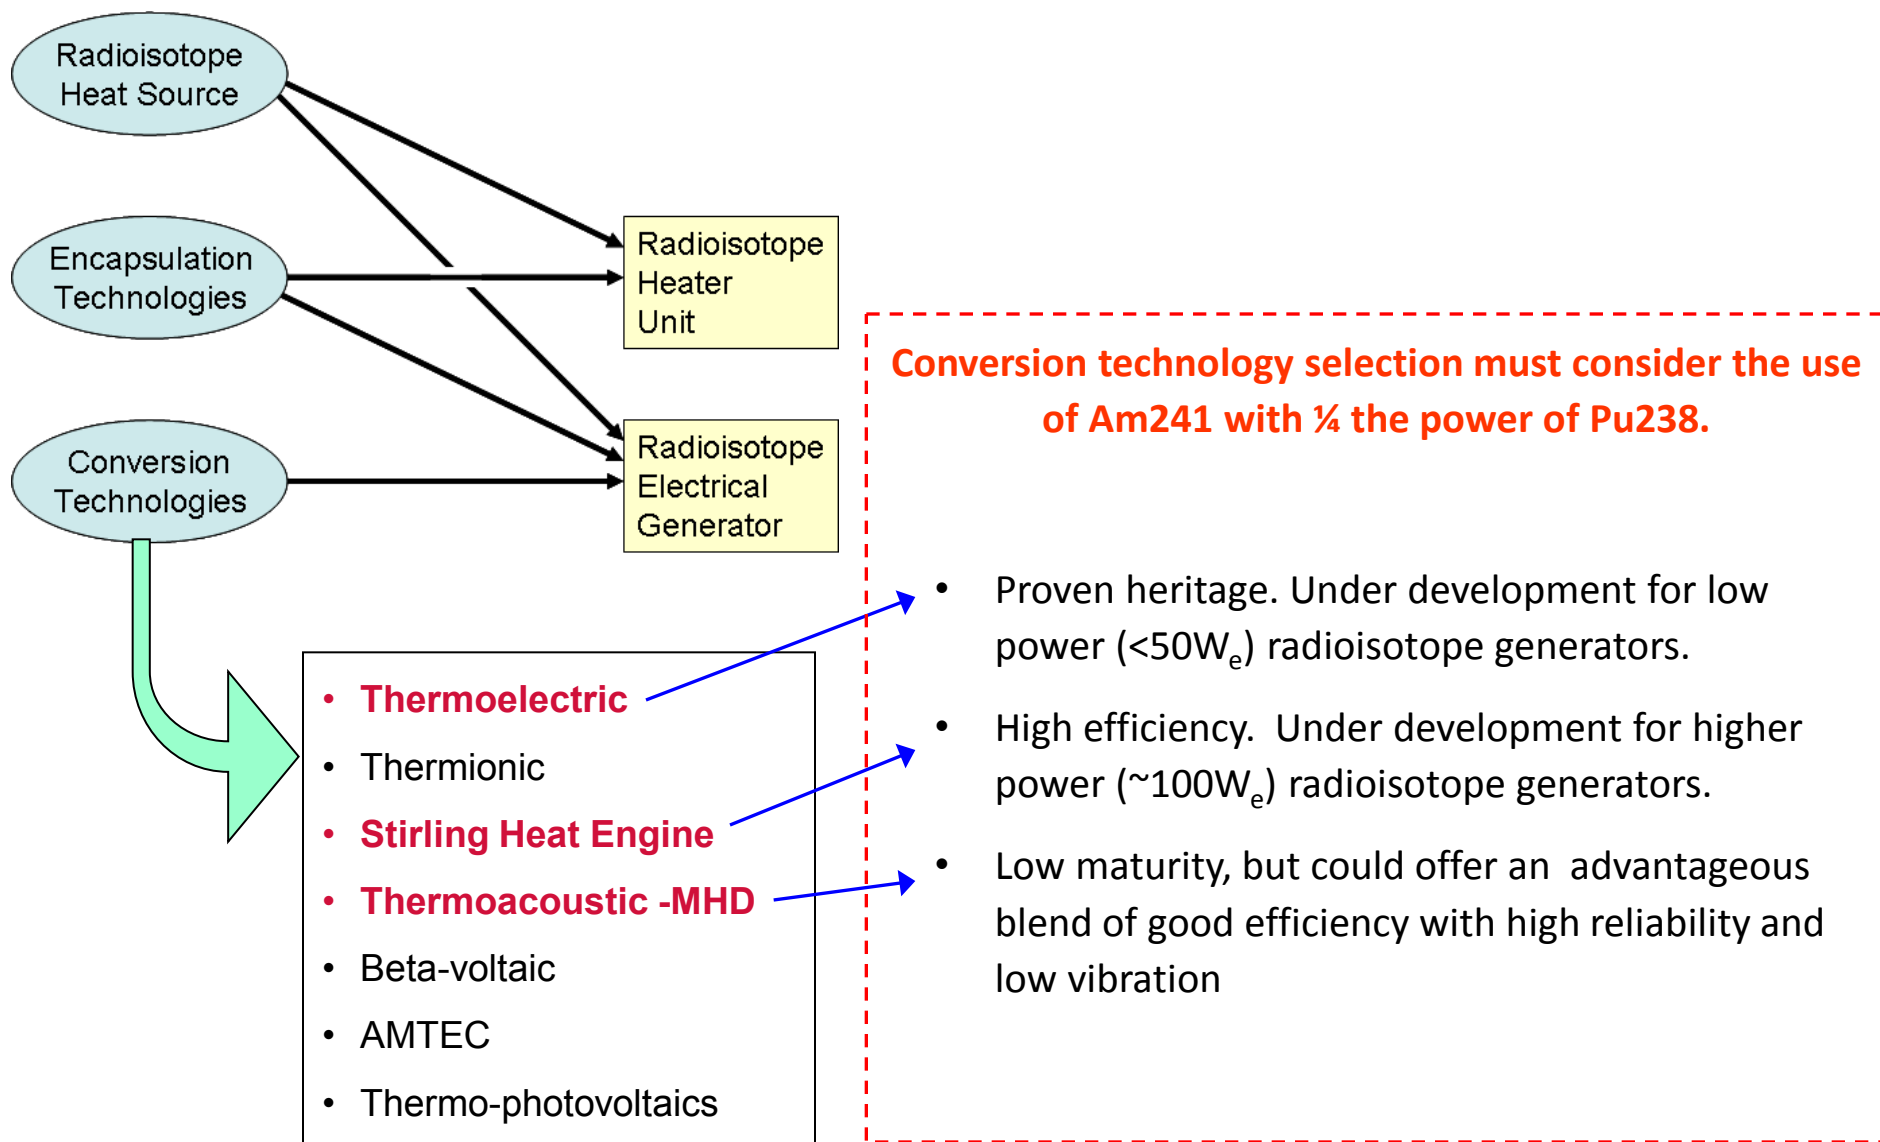 Radioisotope
Heat Source
Encapsulation
Technologies
Conversion
Technologies
Radioisotope
Heater
Unit
Radioisotope
Electrical
Generator
• Thermoelectric
• Thermionic
• Stirling Heat Engine
• Thermoacoustic -MHD
• Beta-voltaic
• AMTEC
• Thermo-photovoltaics
Conversion technology selection must consider the use
of Am241 with ¼ the power of Pu238.
• Proven heritage. Under development for low
power (<50Wₑ) radioisotope generators.
• High efficiency.  Under development for higher
power (~100Wₑ) radioisotope generators.
• Low maturity, but could offer an  advantageous
blend of good efficiency with high reliability and
low vibration